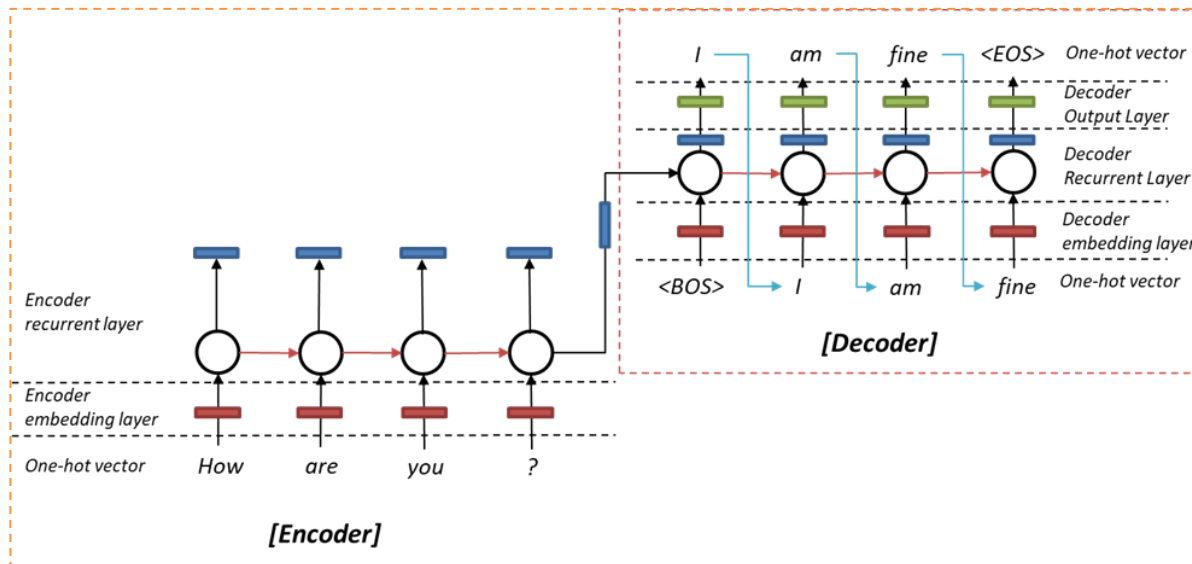 I am fine <EOS> One-hot vector
Decoder
Output Layer
Decoder
Recurrent Layer
Decoder
embedding layer
<BOS> I am fine One-hot vector
[Decoder]
Encoder
recurrent layer
Encoder
embedding layer
One-hot vector How are you ?
[Encoder]